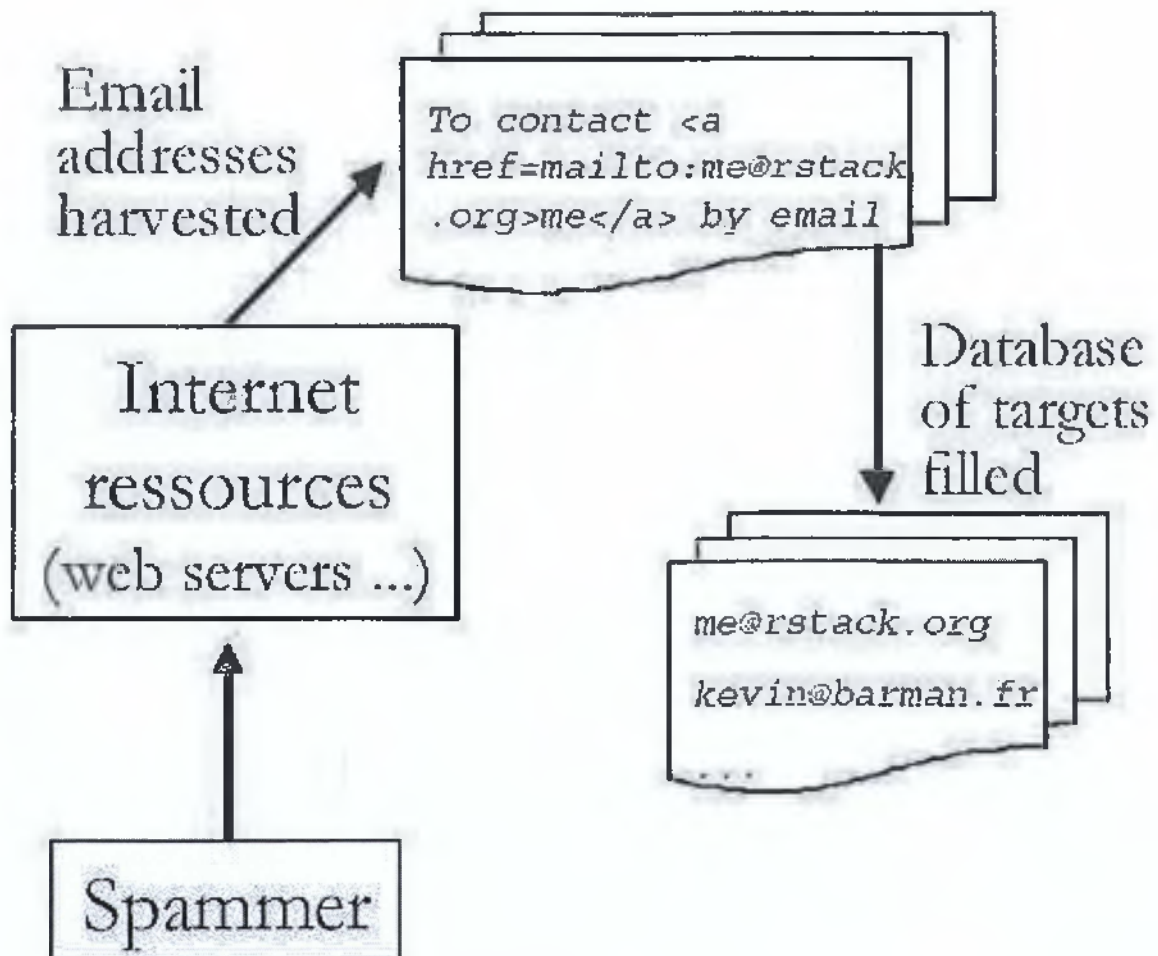 Email
addresses
harvested
To contact <a
href=mailto:me@rstack
.org>me</a> by email
Internet
ressources
(web servers ...)
Database
of targets
filled
me@rstack.org
kevin@barman.fr
...
Spammer